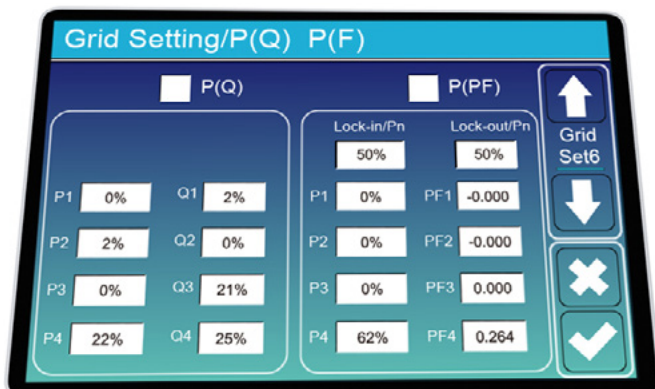 Grid Setting/P(Q) P(F)
P(Q)
P1 0% Q1 2%
P2 2% Q2 0%
P3 0% Q3 21%
P4 22% Q4 25%
P(PF)
Lock-in/Pn Lock-out/Pn
50% 50%
P1 0% PF1 -0.000
P2 0% PF2 -0.000
P3 0% PF3 0.000
P4 62% PF4 0.264
Grid
Set6